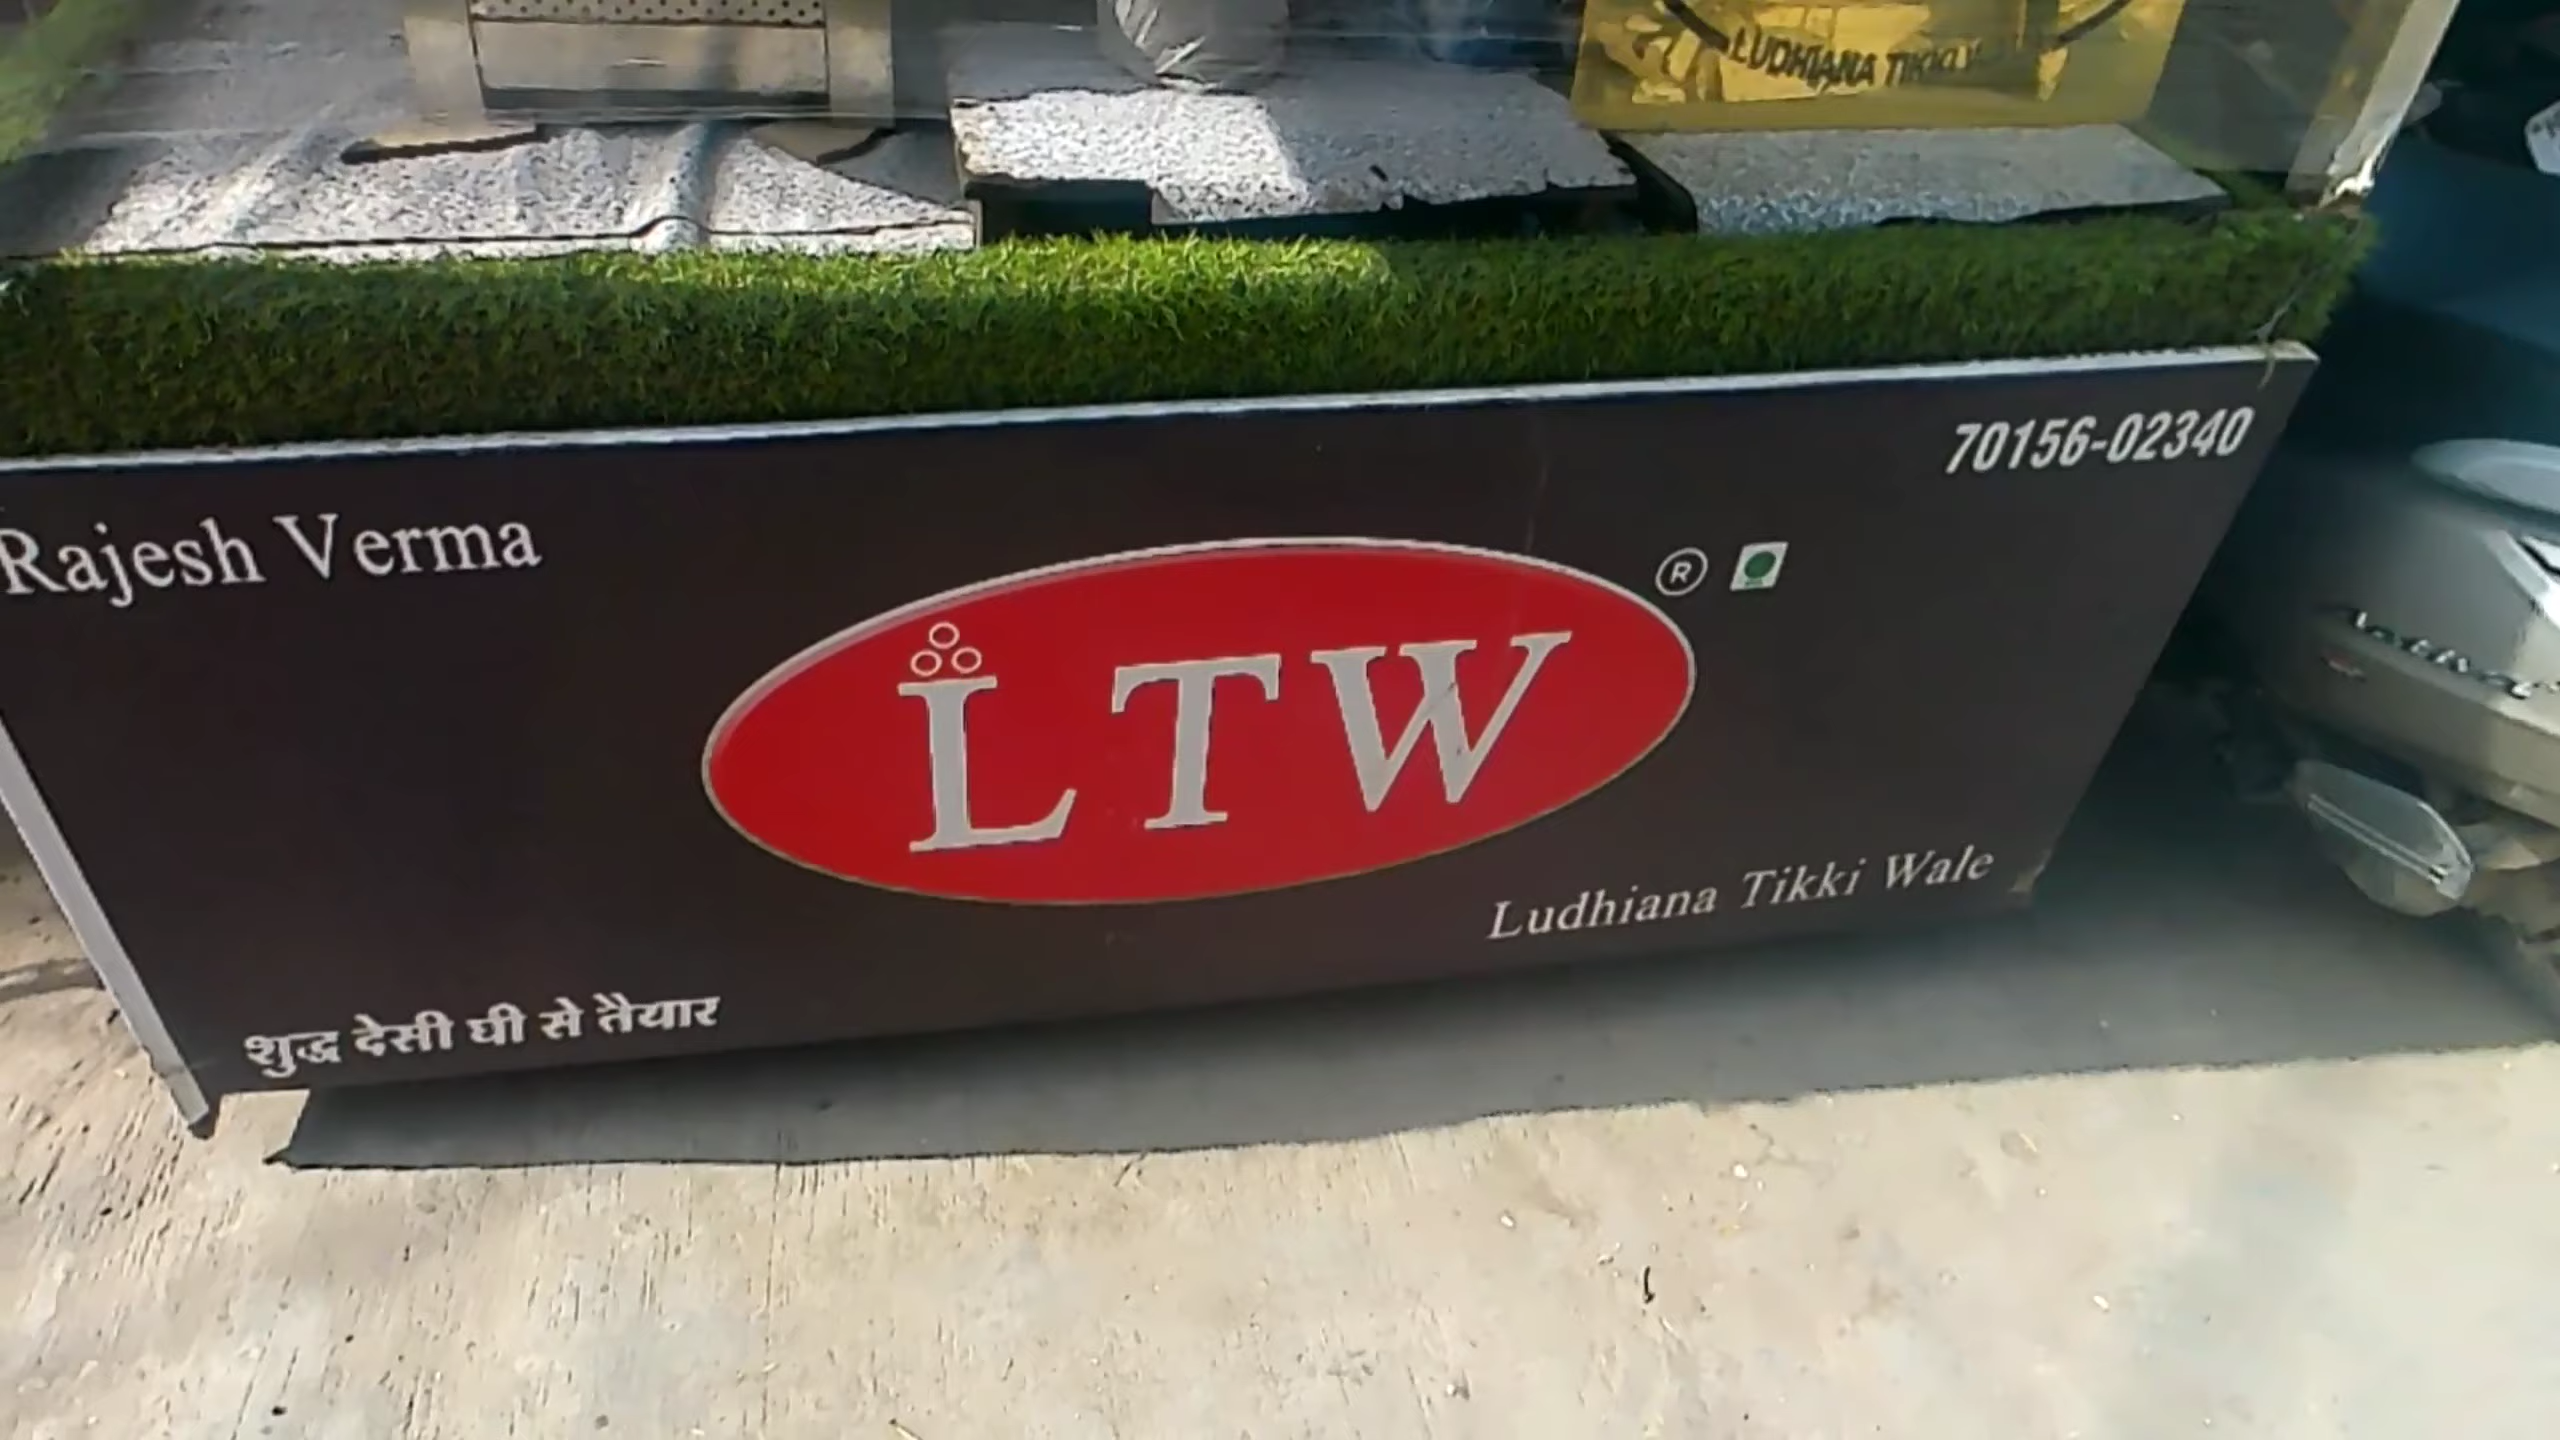 LUDHIANA TIKKI
70156-02340
Rajesh Verma
®
LTW
Ludhiana Tikki Wale
शुद्ध देसी घी से तैयार